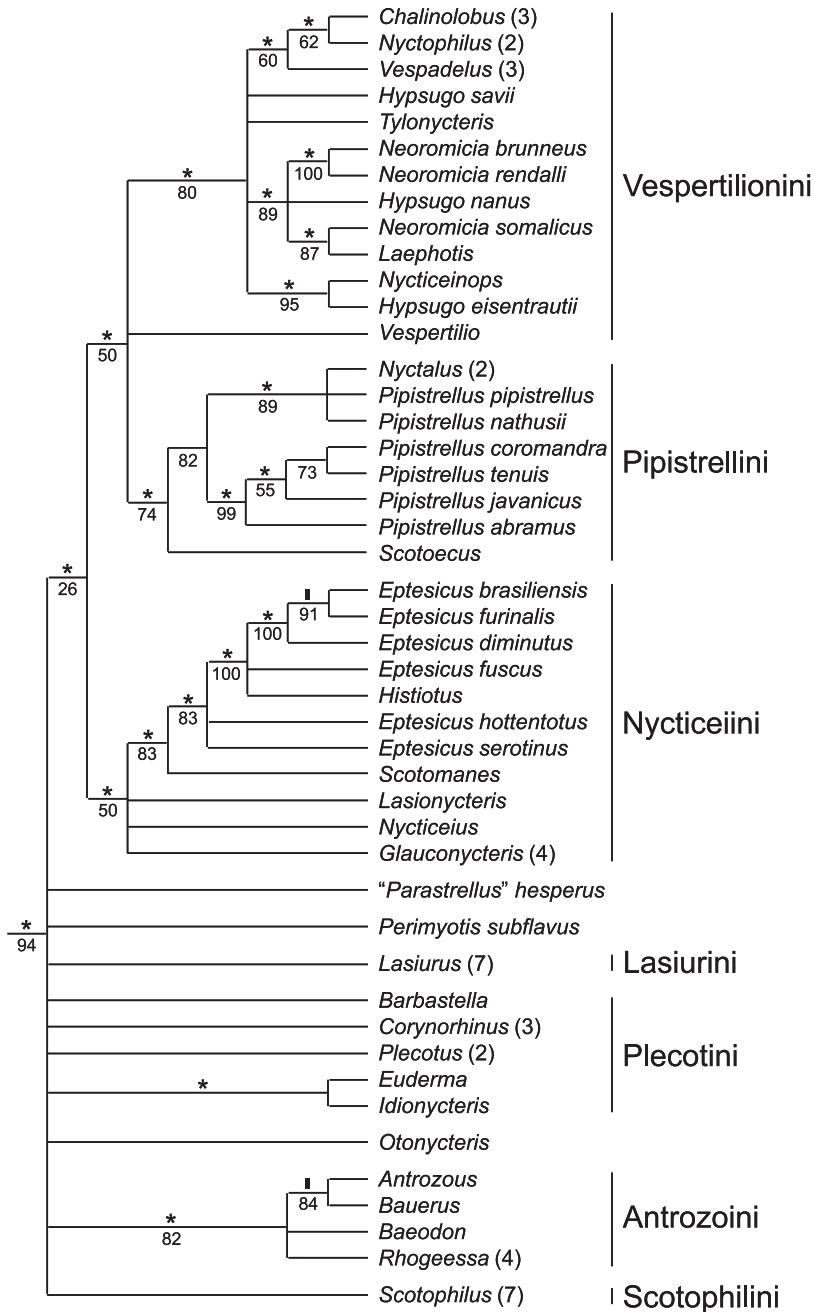 Chalinolobus (3)
*
* 62
Nyctophilus (2)
60
Vespadelus (3)
Hypsugo savii
Tylonycteris
*
Neoromicia brunneus
* 100
80
Neoromicia rendalli
Vespertilionini
*
89
Hypsugo nanus
*
Neoromicia somalicus
87
Laephotis
*
Nycticeinops
95
Hypsugo eisentrautii
*
50
Vespertilio
Nyctalus (2)
*
89
Pipistrellus pipistrellus
Pipistrellus nathusii
Pipistrellus coromandra
82
73
Pipistrellini
*
55
Pipistrellus tenuis
*
74
*
99
Pipistrellus javanicus
Pipistrellus abramus
Scotoecus
*
26
Eptesicus brasiliensis
91
Eptesicus furinalis
*
100
Eptesicus diminutus
*
100
Eptesicus fuscus
Histiotus
*
83
Eptesicus hottentotus
Nycticeiini
*
83
Eptesicus serotinus
Scotomanes
*
50
Lasionycteris
Nycticeius
Glauconycteris (4)
“Parastrellus” hesperus
*
94
Perimyotis subflavus
Lasiurus (7)
Lasiurini
Barbastella
Corynorhinus (3)
Plecotus (2)
Plecotini
*
Euderma
Idionycteris
Otonycteris
Antrozous
84
Bauerus
*
82
Antrozoini
Baeodon
Rhogeessa (4)
Scotophilus (7)
Scotophilini